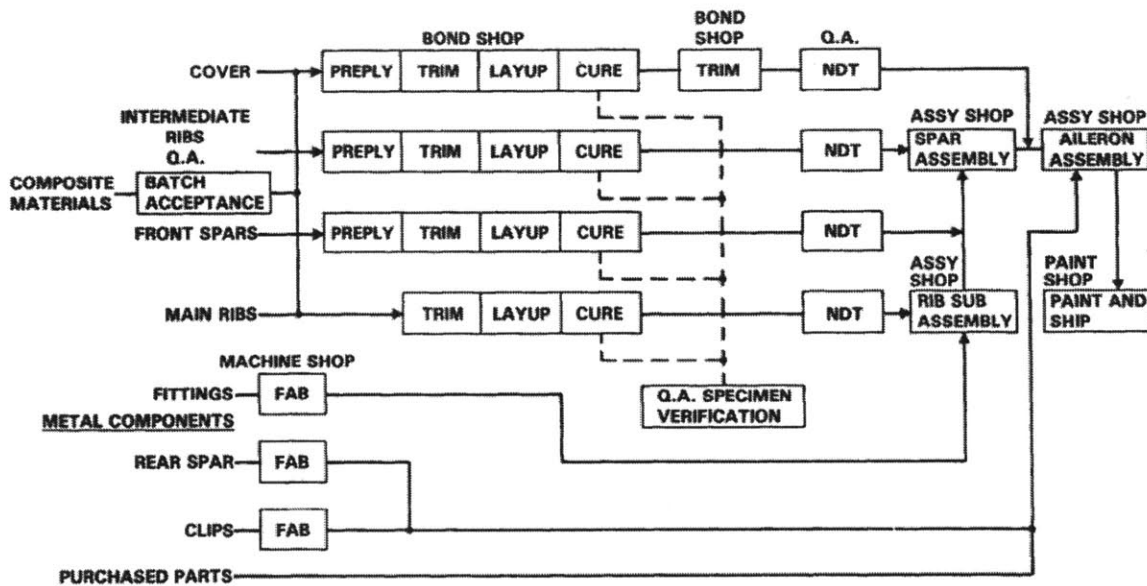 BOND SHOP
BOND
SHOP
Q.A.
COVER
PREPLY
TRIM
LAYUP
CURE
TRIM
NDT
INTERMEDIATE
RIBS
Q.A.
PREPLY
TRIM
LAYUP
CURE
NDT
ASSY SHOP
SPAR
ASSEMBLY
ASSY SHOP
AILERON
ASSEMBLY
COMPOSITE
MATERIALS
BATCH
ACCEPTANCE
FRONT SPARS
PREPLY
TRIM
LAYUP
CURE
NDT
MAIN RIBS
TRIM
LAYUP
CURE
NDT
ASSY
SHOP
RIB SUB
ASSEMBLY
PAINT
SHOP
PAINT AND
SHIP
MACHINE SHOP
FITTINGS
FAB
Q.A. SPECIMEN
VERIFICATION
METAL COMPONENTS
REAR SPAR
FAB
CLIPS
FAB
PURCHASED PARTS